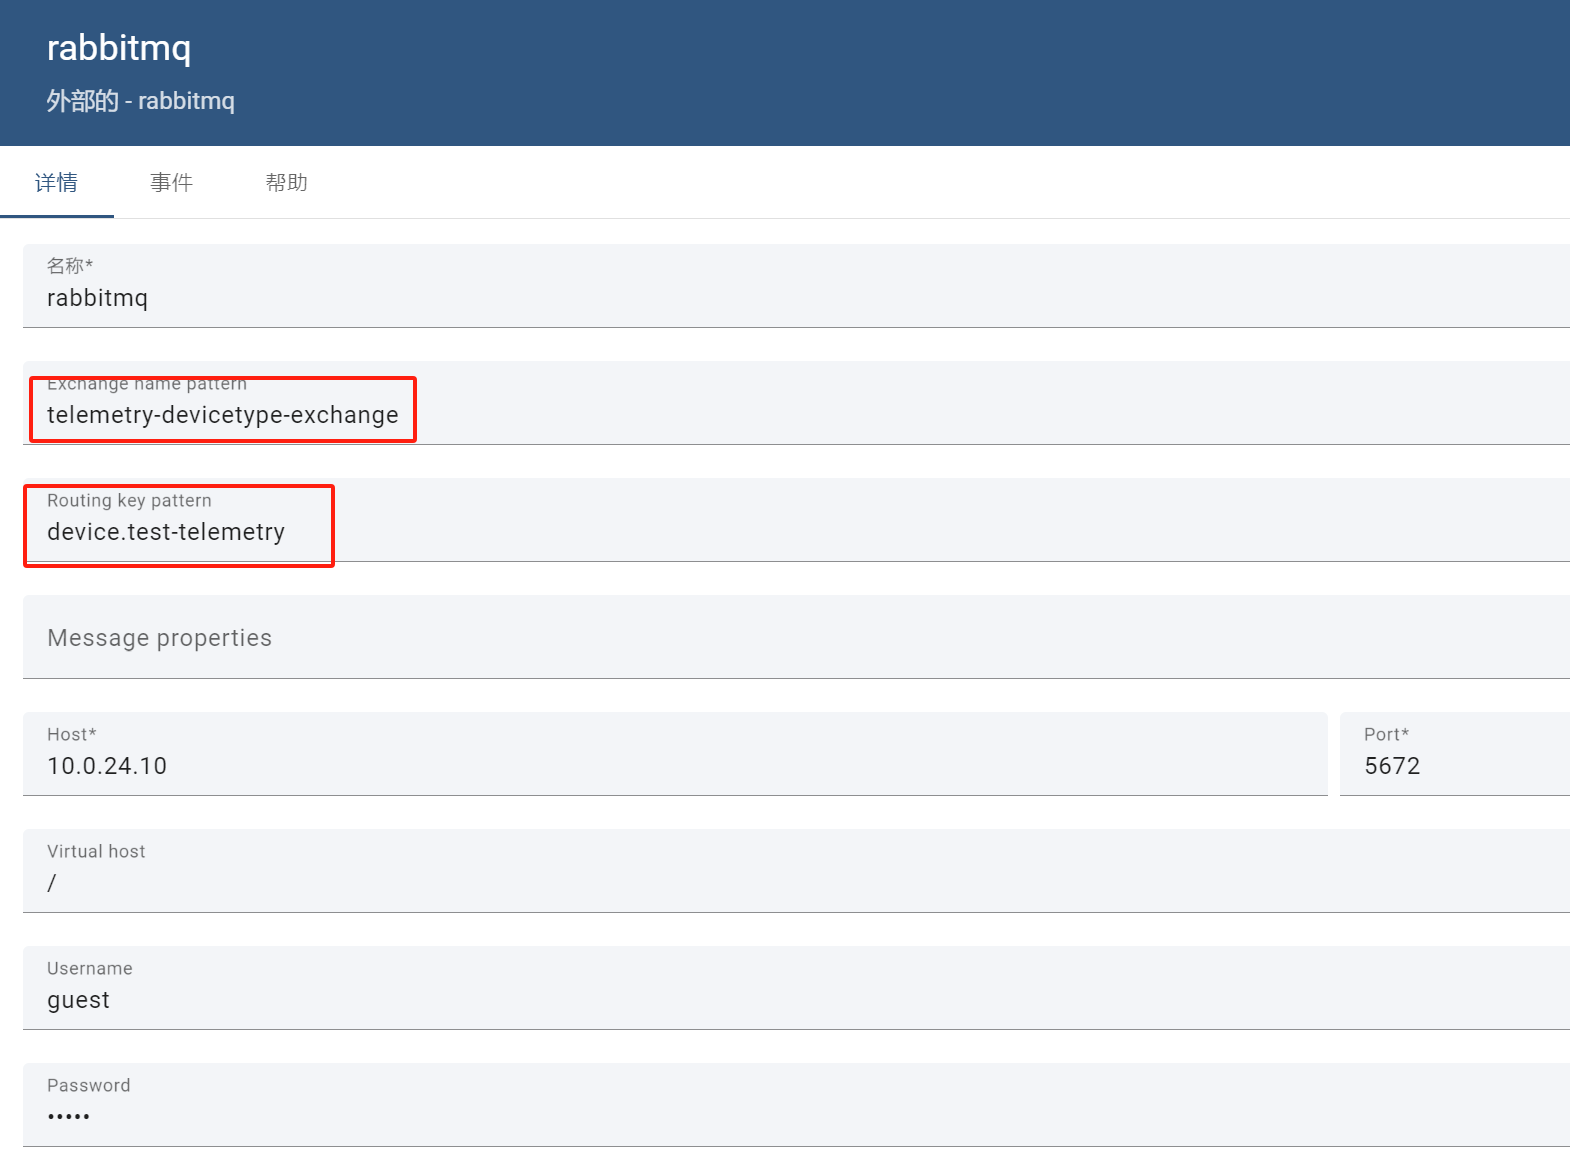 rabbitmq
外部的 - rabbitmq
详情 事件 帮助
名称*
rabbitmq
Exchange name pattern
telemetry-devicetype-exchange
Routing key pattern
device.test-telemetry
Message properties
Host* Port*
10.0.24.10 5672
Virtual host
/
Username
guest
Password
•••••